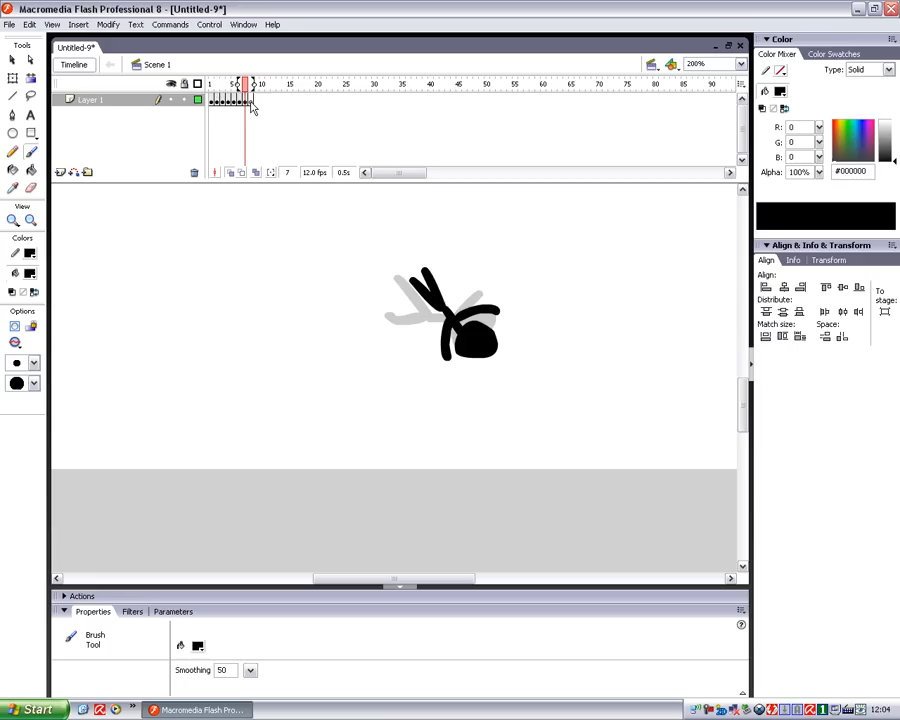 Macromedia Flash Professional 8 - [Untitled-9*]
File Edit View Insert Modify Text Commands Control Window Help
Tools
View
Colors
Options
Untitled-9*
Timeline
Scene 1
200%
1 5 10 15 20 25 30 35 40 45 50 55 60 65 70 75 80 85 90
Layer 1
7 12.0 fps 0.5s
Color
Color Mixer Color Swatches
Type: Solid
R: 0
G: 0
B: 0
Alpha: 100% #000000
Align & Info & Transform
Align Info Transform
Align:
Distribute:
Match size: Space:
To
stage:
Actions
Properties Filters Parameters
Brush
Tool
Smoothing 50
Start
Macromedia Flash Pro...
12:04